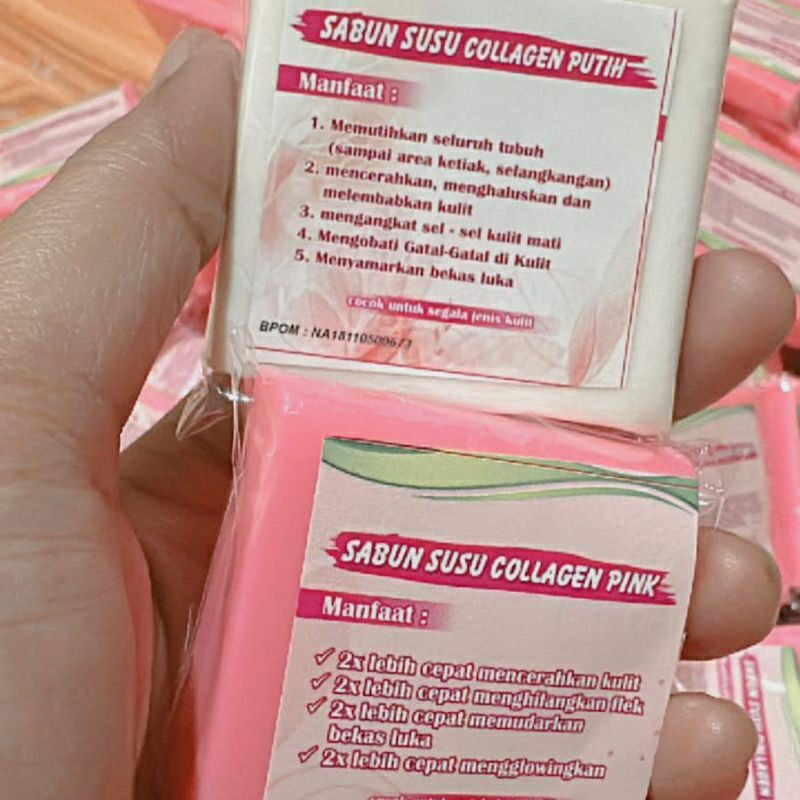 SABUN SUSU COLLAGEN PUTIH
Manfaat :
1. Memutihkan seluruh tubuh
(sampai area ketiak, selangkangan)
2. mencerahkan, menghaluskan dan
melembabkan kulit
3. mengangkat sel - sel kulit mati
4. Mengobati Gatal-Gatal di Kulit
5. Menyamarkan bekas luka
cocok untuk segala jenis kulit
BPOM : NA18110500673
SABUN SUSU COLLAGEN PINK
Manfaat :
✓ 2x lebih cepat mencerahkan kulit
✓ 2x lebih cepat menghilangkan flek
✓ 2x lebih cepat memudarkan
bekas luka
✓ 2x lebih cepat mengglowingkan